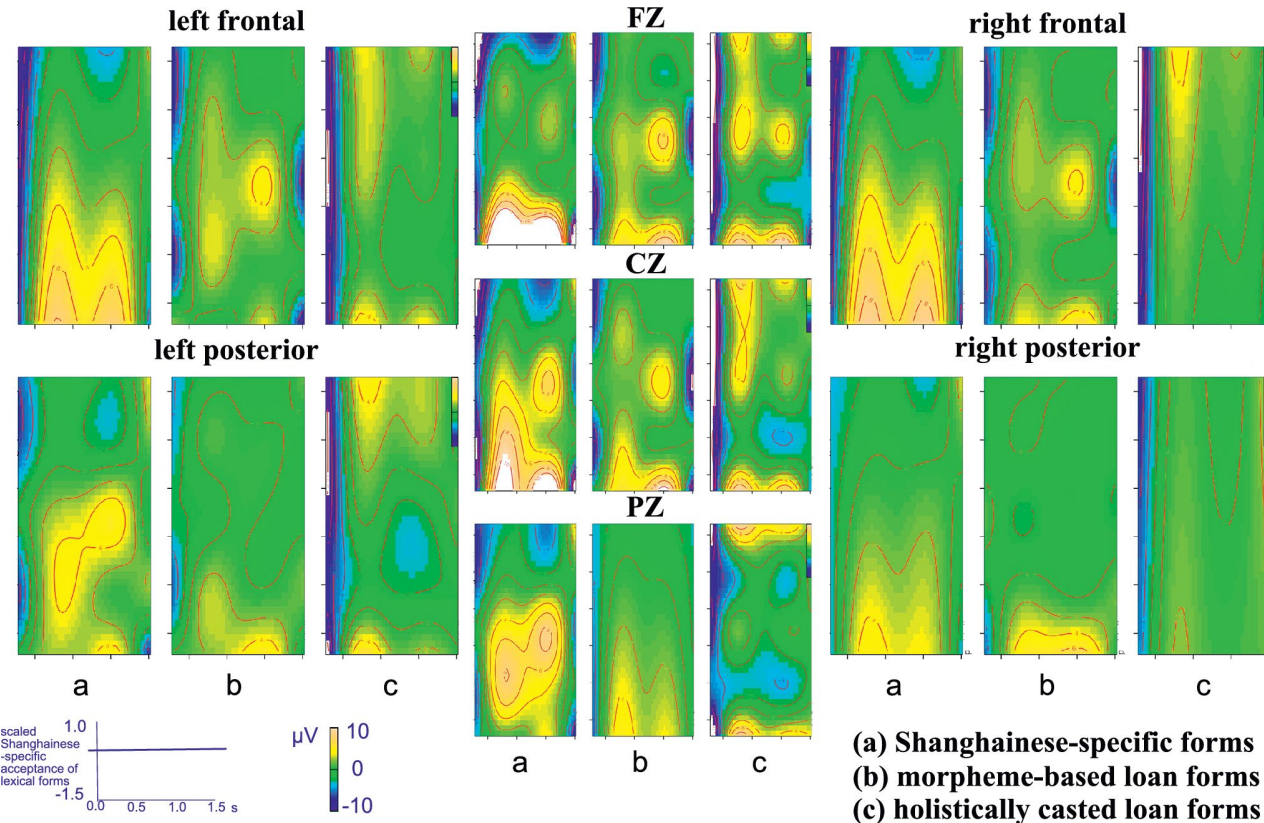 left frontal
FZ
right frontal
CZ
left posterior
right posterior
PZ
a b c
a b c
a b c
scaled
Shanghainese
-specific
acceptance of
lexical forms
1.0
-1.5
0.0 0.5 1.0 1.5 s
µV
10
0
-10
(a) Shanghainese-specific forms
(b) morpheme-based loan forms
(c) holistically casted loan forms